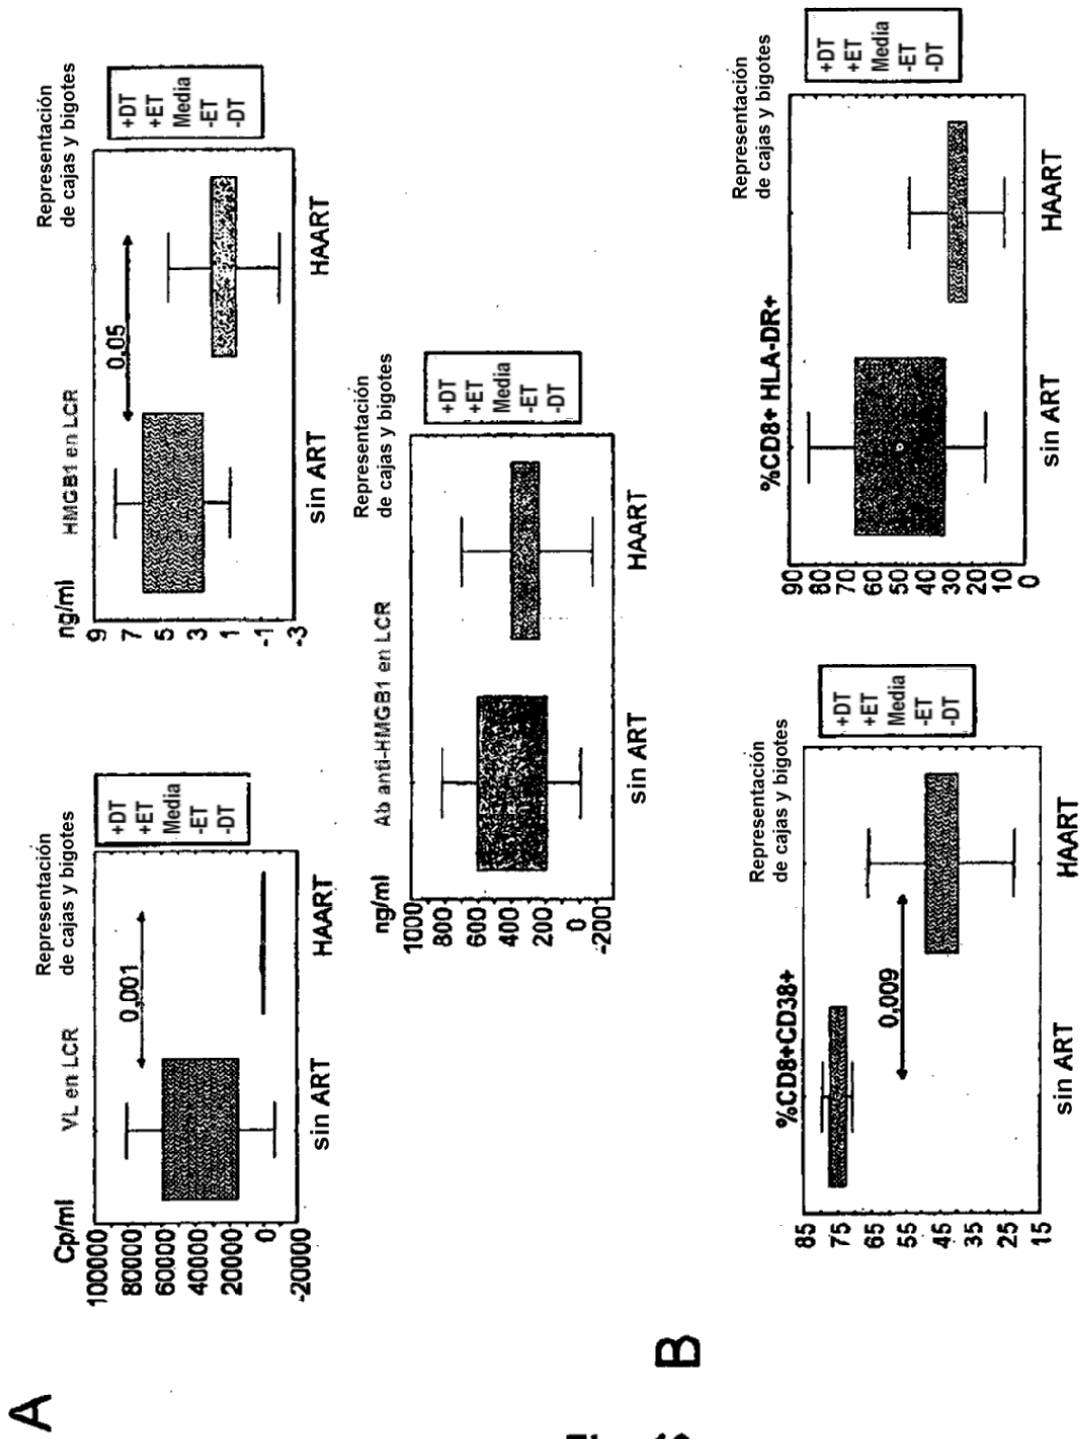 A
VL en LCR
Representación
de cajas y bigotes
Cp/ml
100000
80000
60000
40000
20000
0
-20000
0,001
sin ART
HAART
+DT
+ET
Media
-ET
-DT
HMGB1 en LCR
Representación
de cajas y bigotes
ng/ml
9
7
5
3
1
-1
-3
0,05
sin ART
HAART
+DT
+ET
Media
-ET
-DT
Ab anti-HMGB1 en LCR
Representación
de cajas y bigotes
ng/ml
1000
800
600
400
200
0
-200
sin ART
HAART
+DT
+ET
Media
-ET
-DT
B
%CD8+CD38+
Representación
de cajas y bigotes
85
75
65
55
45
35
25
15
0,009
sin ART
HAART
+DT
+ET
Media
-ET
-DT
%CD8+ HLA-DR+
Representación
de cajas y bigotes
90
80
70
60
50
40
30
20
10
0
sin ART
HAART
+DT
+ET
Media
-ET
-DT